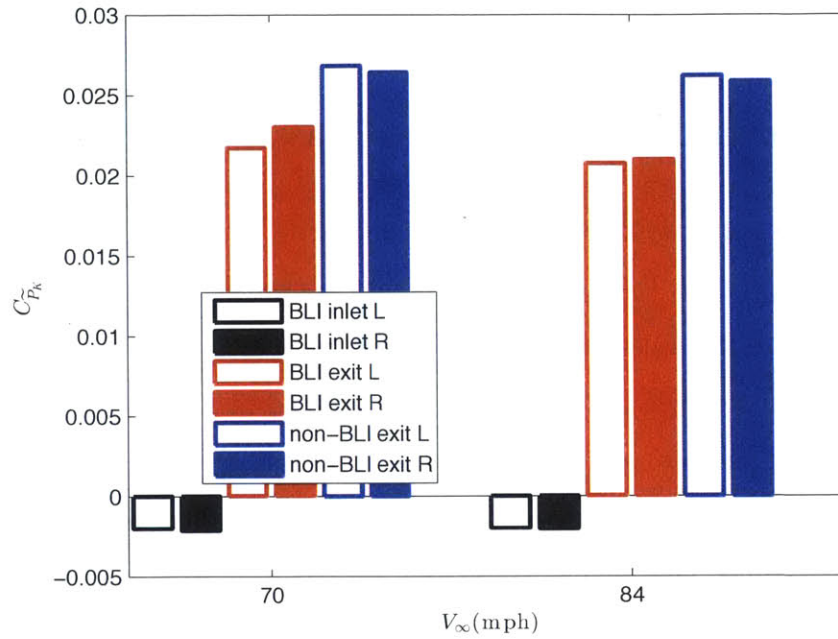 0.03
0.025
0.02
0.015
0.01
0.005
0
−0.005
C_{\widetilde{P}_K}
BLI inlet L
BLI inlet R
BLI exit L
BLI exit R
non−BLI exit L
non−BLI exit R
70 84
V∞(mph)